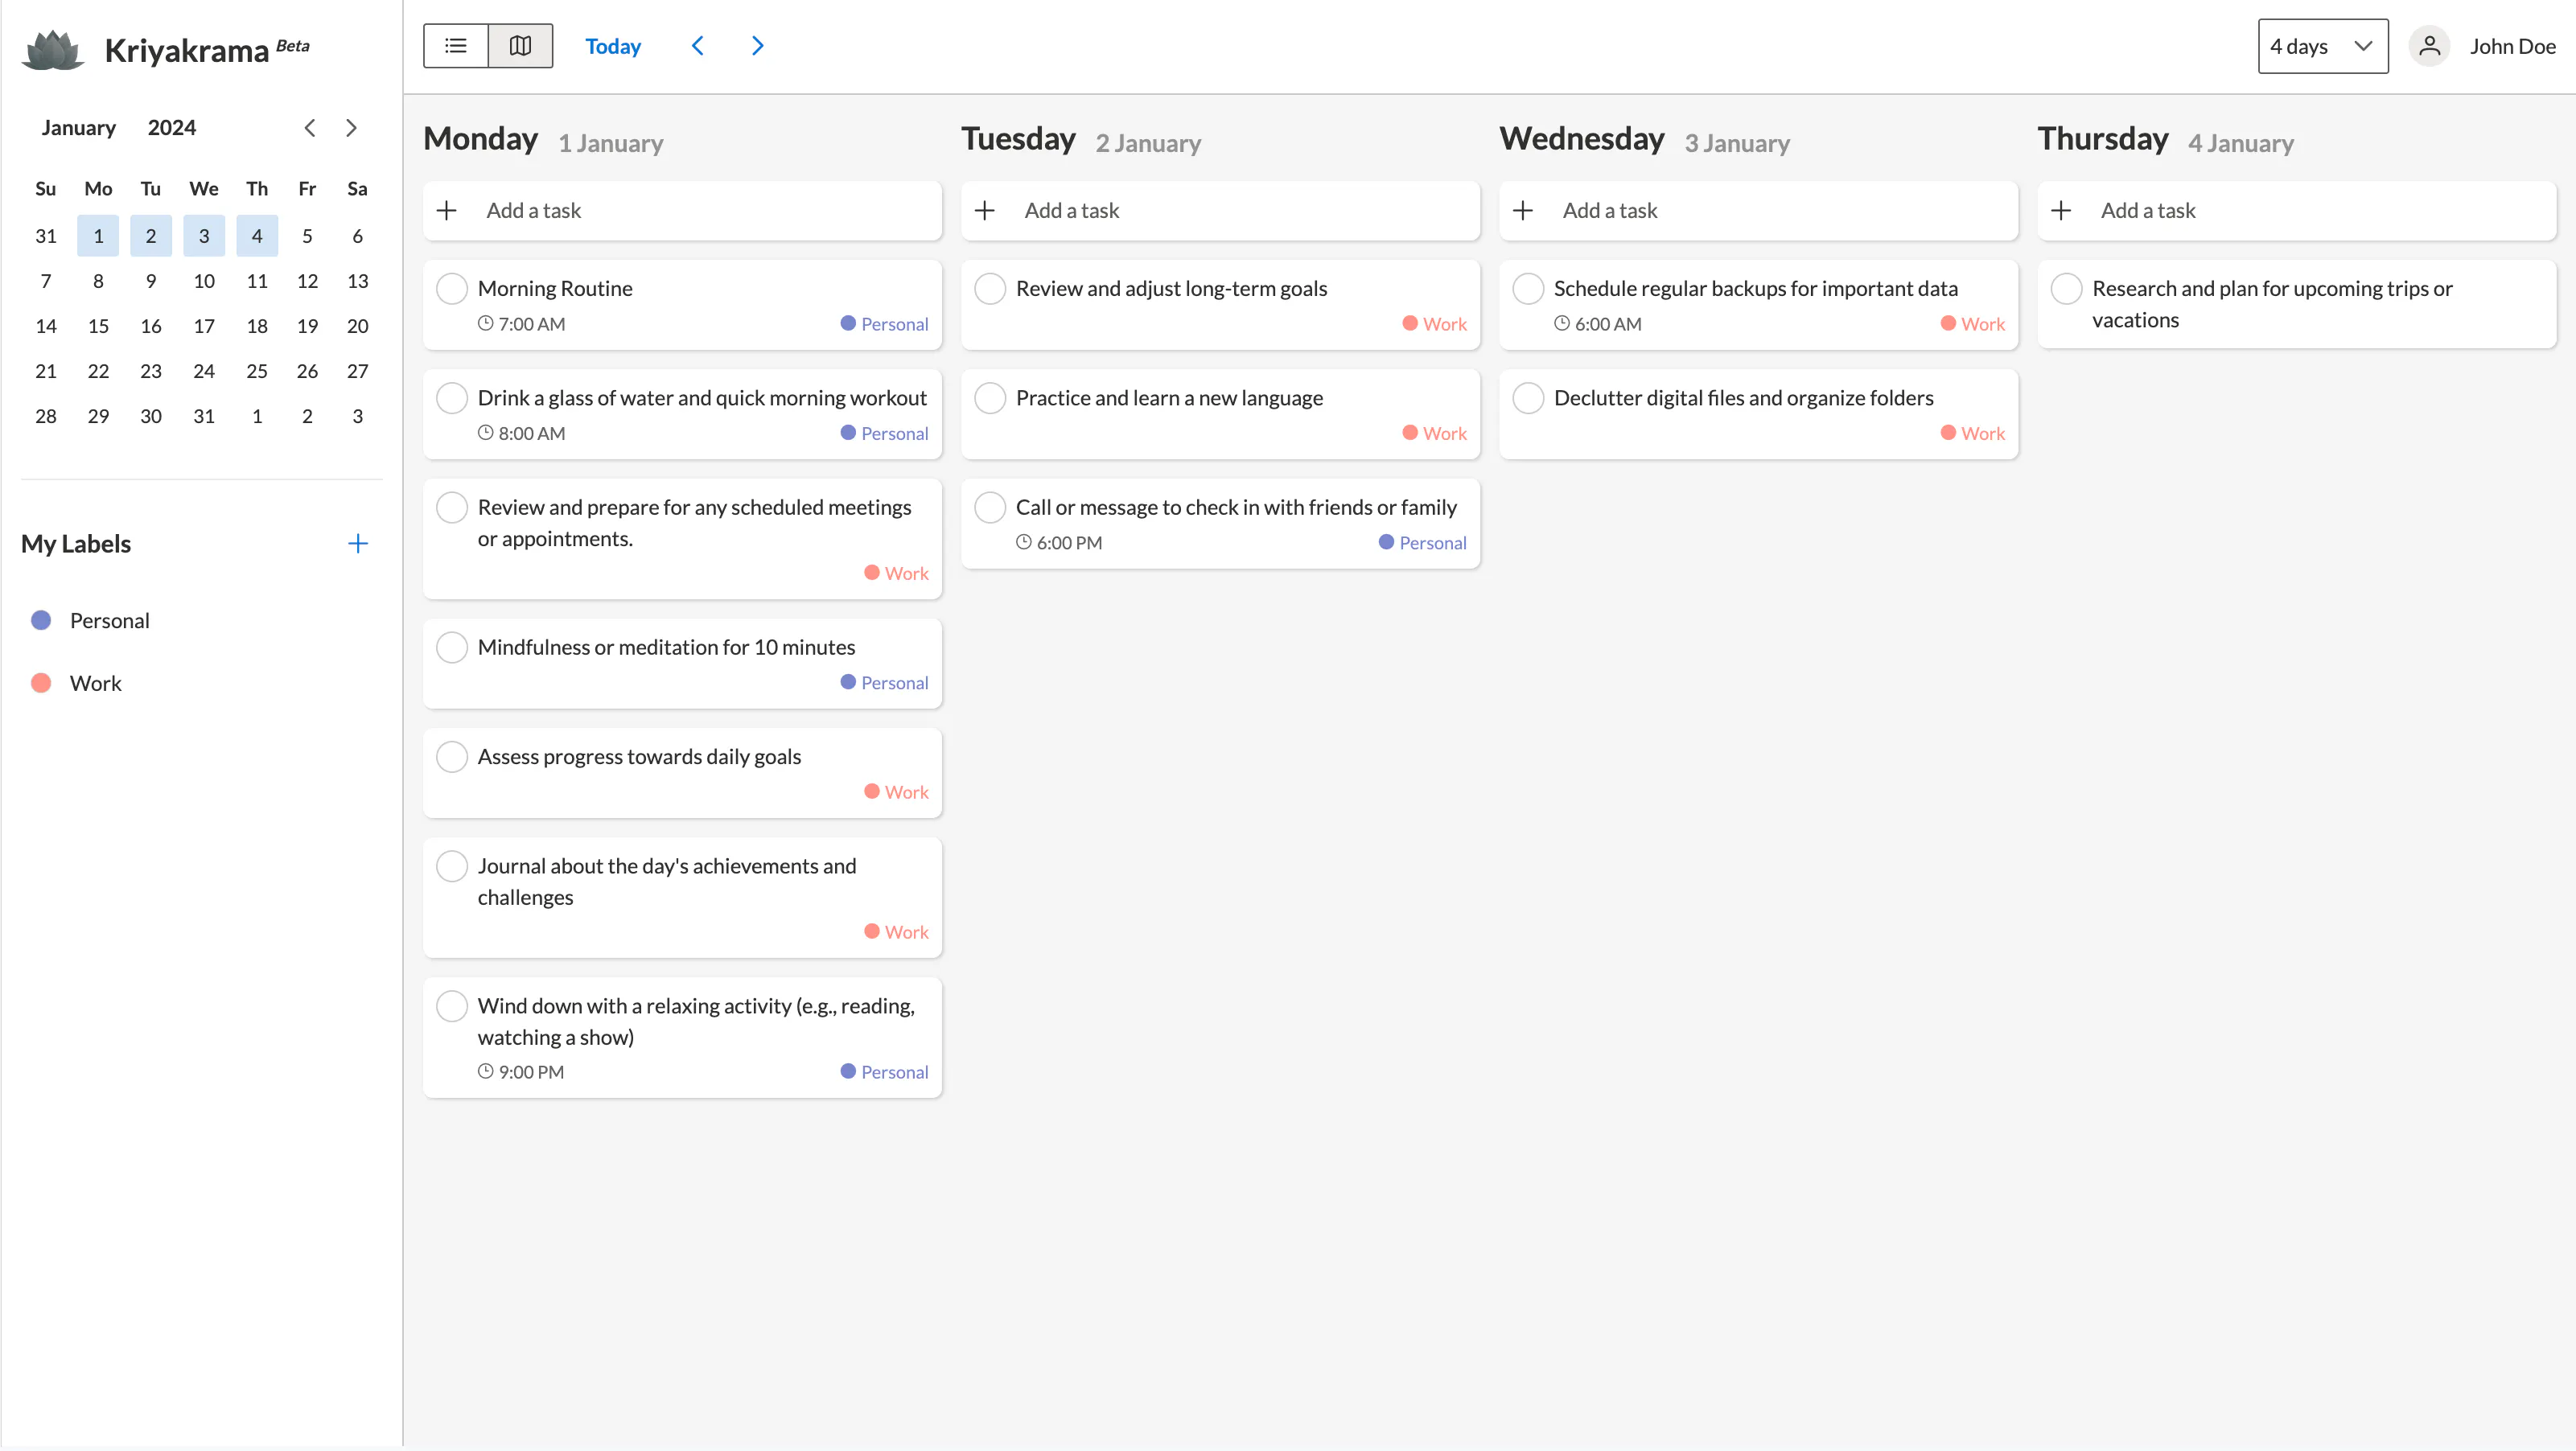 Kriyakrama Beta
January 2024
Su Mo Tu We Th Fr Sa
31 1 2 3 4 5 6
7 8 9 10 11 12 13
14 15 16 17 18 19 20
21 22 23 24 25 26 27
28 29 30 31 1 2 3
My Labels
Personal
Work
Today
4 days
John Doe
Monday 1 January
Add a task
Morning Routine
7:00 AM Personal
Drink a glass of water and quick morning workout
8:00 AM Personal
Review and prepare for any scheduled meetings
or appointments.
Work
Mindfulness or meditation for 10 minutes
Personal
Assess progress towards daily goals
Work
Journal about the day's achievements and
challenges
Work
Wind down with a relaxing activity (e.g., reading,
watching a show)
9:00 PM Personal
Tuesday 2 January
Add a task
Review and adjust long-term goals
Work
Practice and learn a new language
Work
Call or message to check in with friends or family
6:00 PM Personal
Wednesday 3 January
Add a task
Schedule regular backups for important data
6:00 AM Work
Declutter digital files and organize folders
Work
Thursday 4 January
Add a task
Research and plan for upcoming trips or
vacations